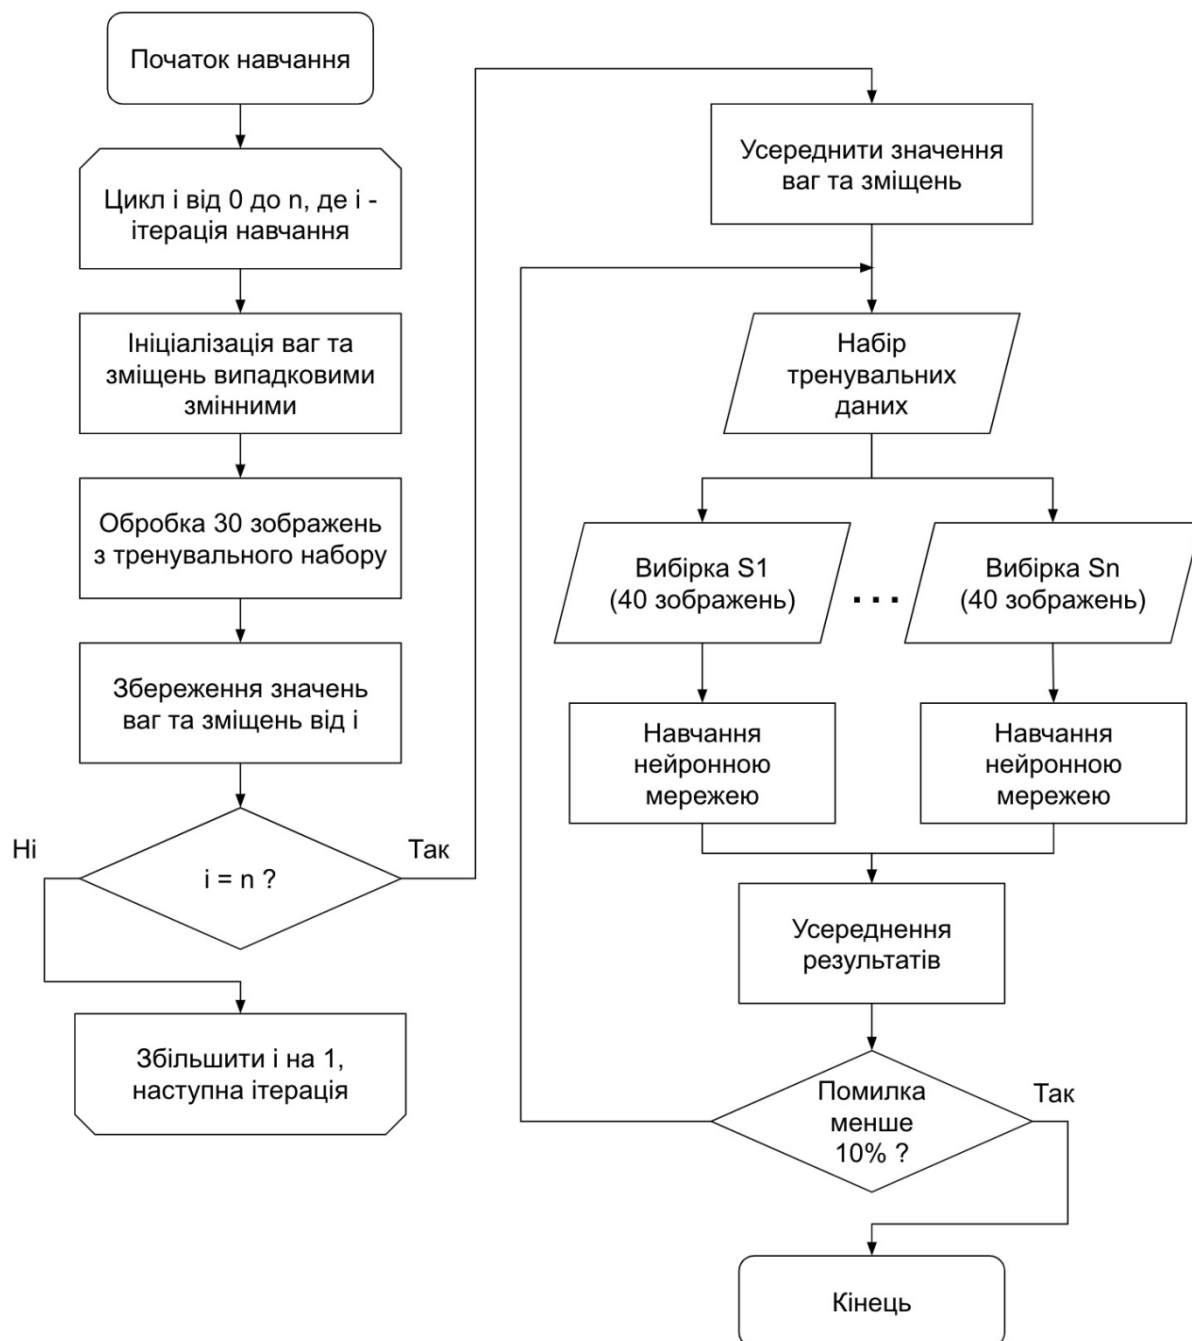 Початок навчання
Цикл i від 0 до n, де i -
ітерація навчання
Ініціалізація ваг та
зміщень випадковими
змінними
Обробка 30 зображень
з тренувального набору
Збереження значень
ваг та зміщень від i
i = n ?
Ні
Так
Збільшити i на 1,
наступна ітерація
Усереднити значення
ваг та зміщень
Набір
тренувальних
даних
Вибірка S1
(40 зображень)
...
Вибірка Sn
(40 зображень)
Навчання
нейронною
мережею
Навчання
нейронною
мережею
Усереднення
результатів
Помилка
менше
10% ?
Так
Кінець